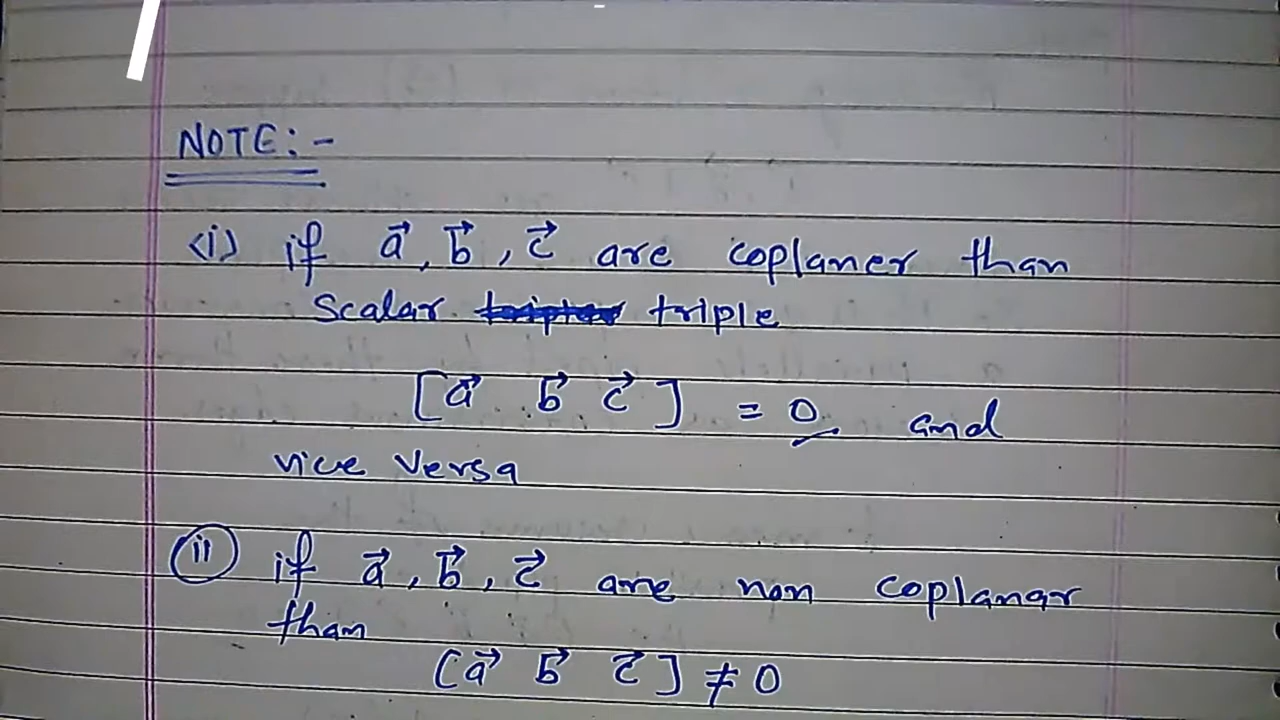 NOTE:-
(i) if a⃗, b⃗, c⃗ are coplaner than
Scalar triple
[a⃗ b⃗ c⃗] = 0 and
vice versa
(ii) if a⃗, b⃗, c⃗ are non coplanar
than
[a⃗ b⃗ c⃗] ≠ 0